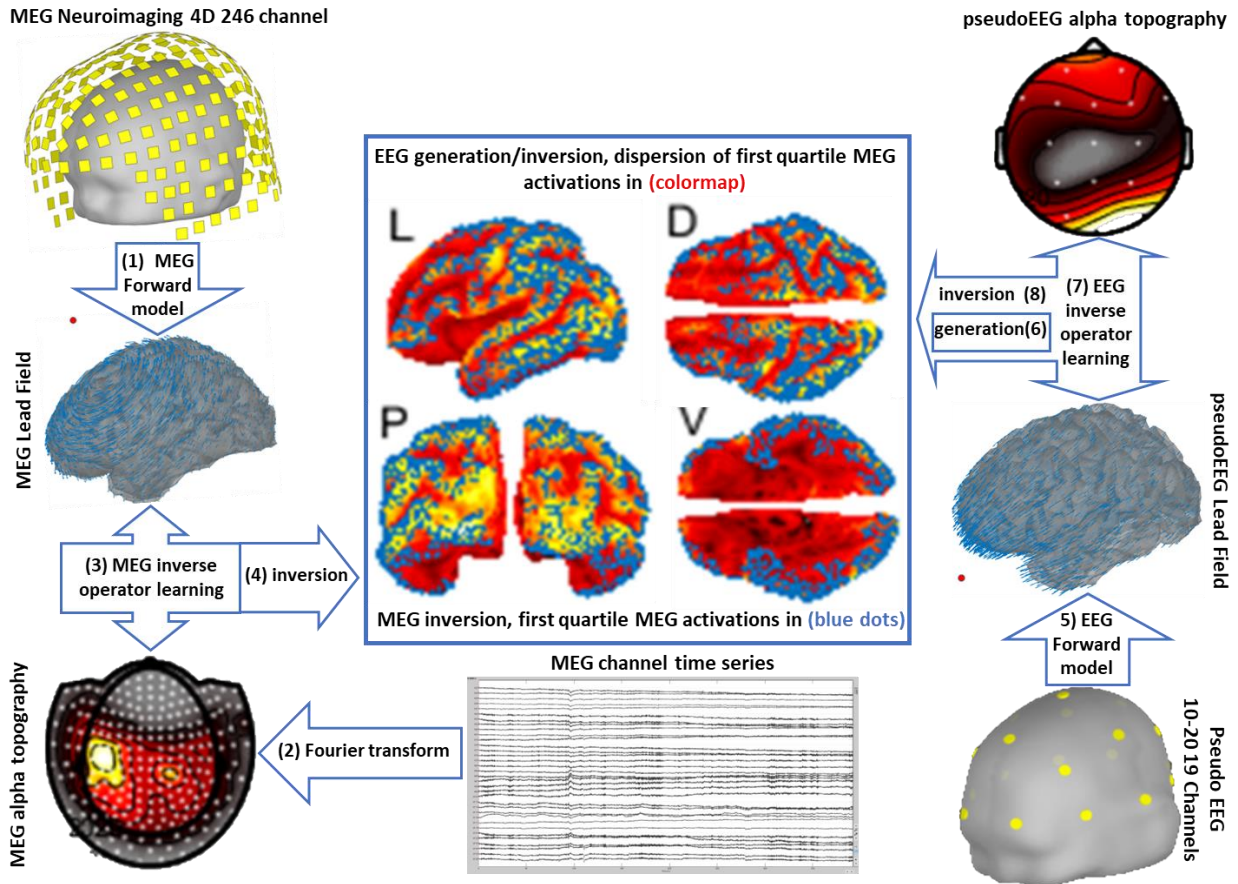 MEG Neuroimaging 4D 246 channel
pseudoEEG alpha topography
(1) MEG
Forward
model
MEG Lead Field
(3) MEG inverse
operator learning
(4) inversion
MEG alpha topography
(2) Fourier transform
MEG channel time series
EEG generation/inversion, dispersion of first quartile MEG
activations in (colormap)
L
D
P
V
MEG inversion, first quartile MEG activations in (blue dots)
inversion (8)
generation(6)
(7) EEG
inverse
operator
learning
pseudoEEG Lead Field
5) EEG
Forward
model
Pseudo EEG
10-20 19 Channels